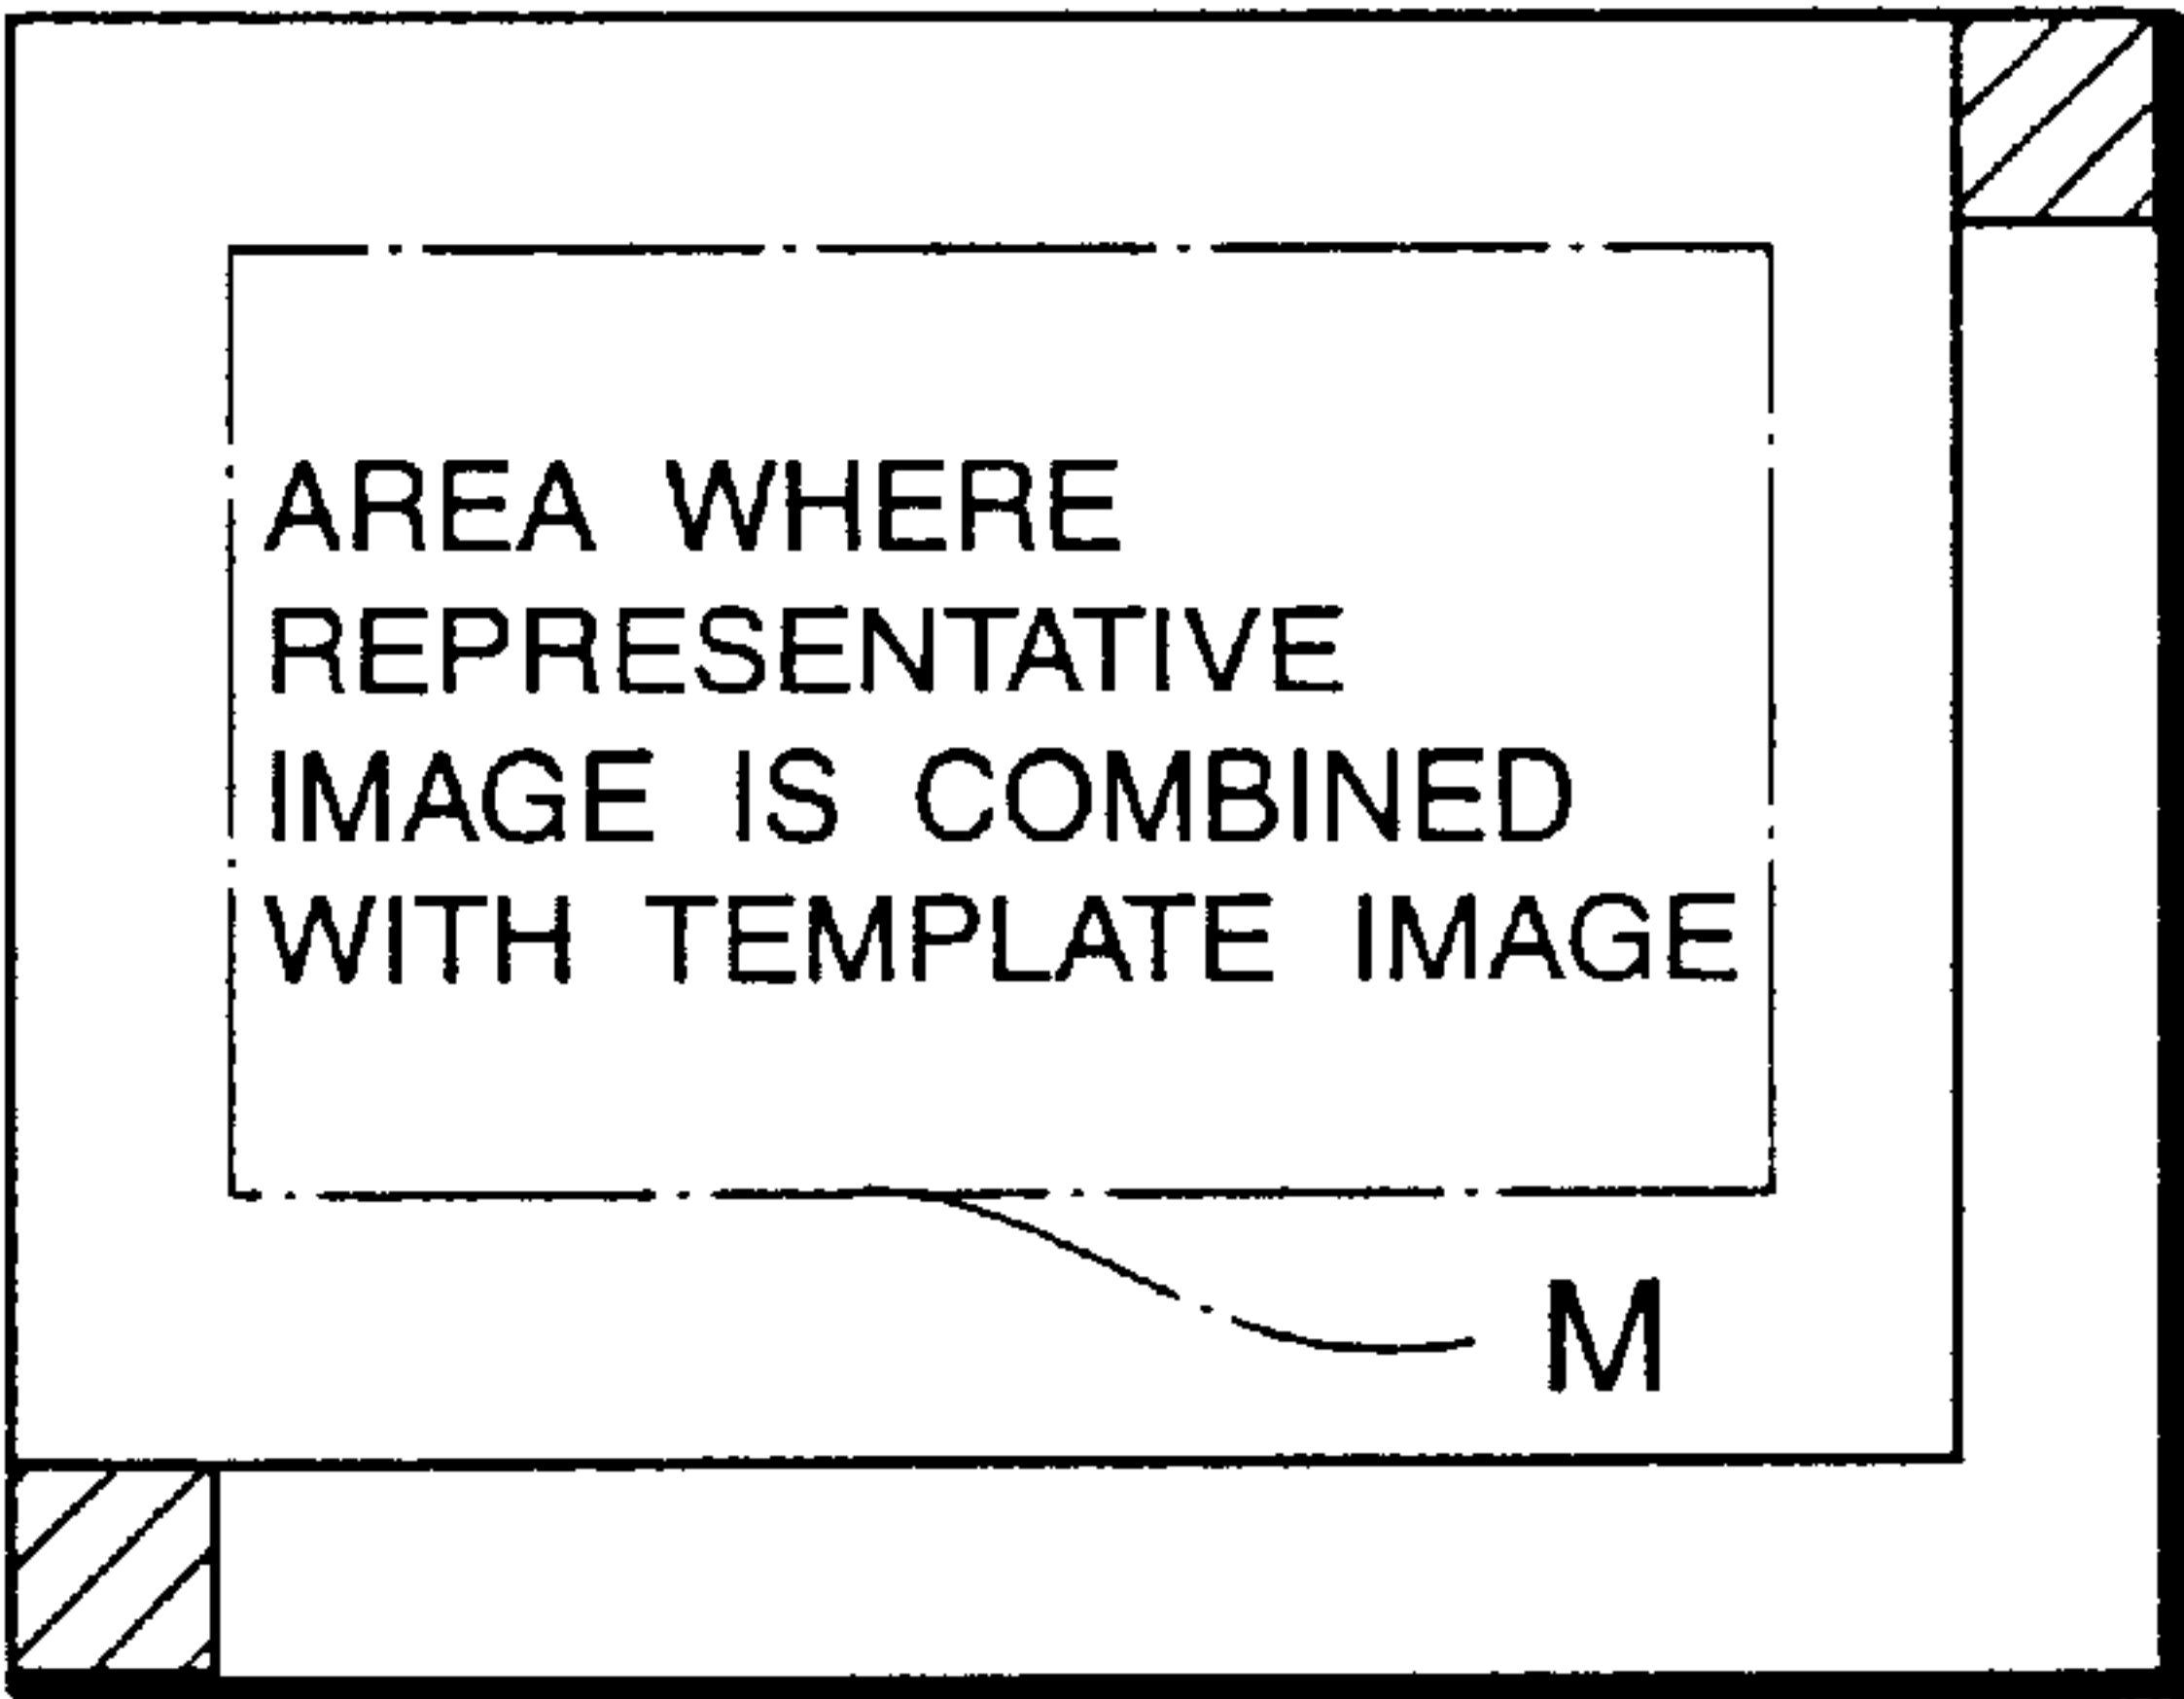 AREA WHERE
REPRESENTATIVE
IMAGE IS COMBINED
WITH TEMPLATE IMAGE
M